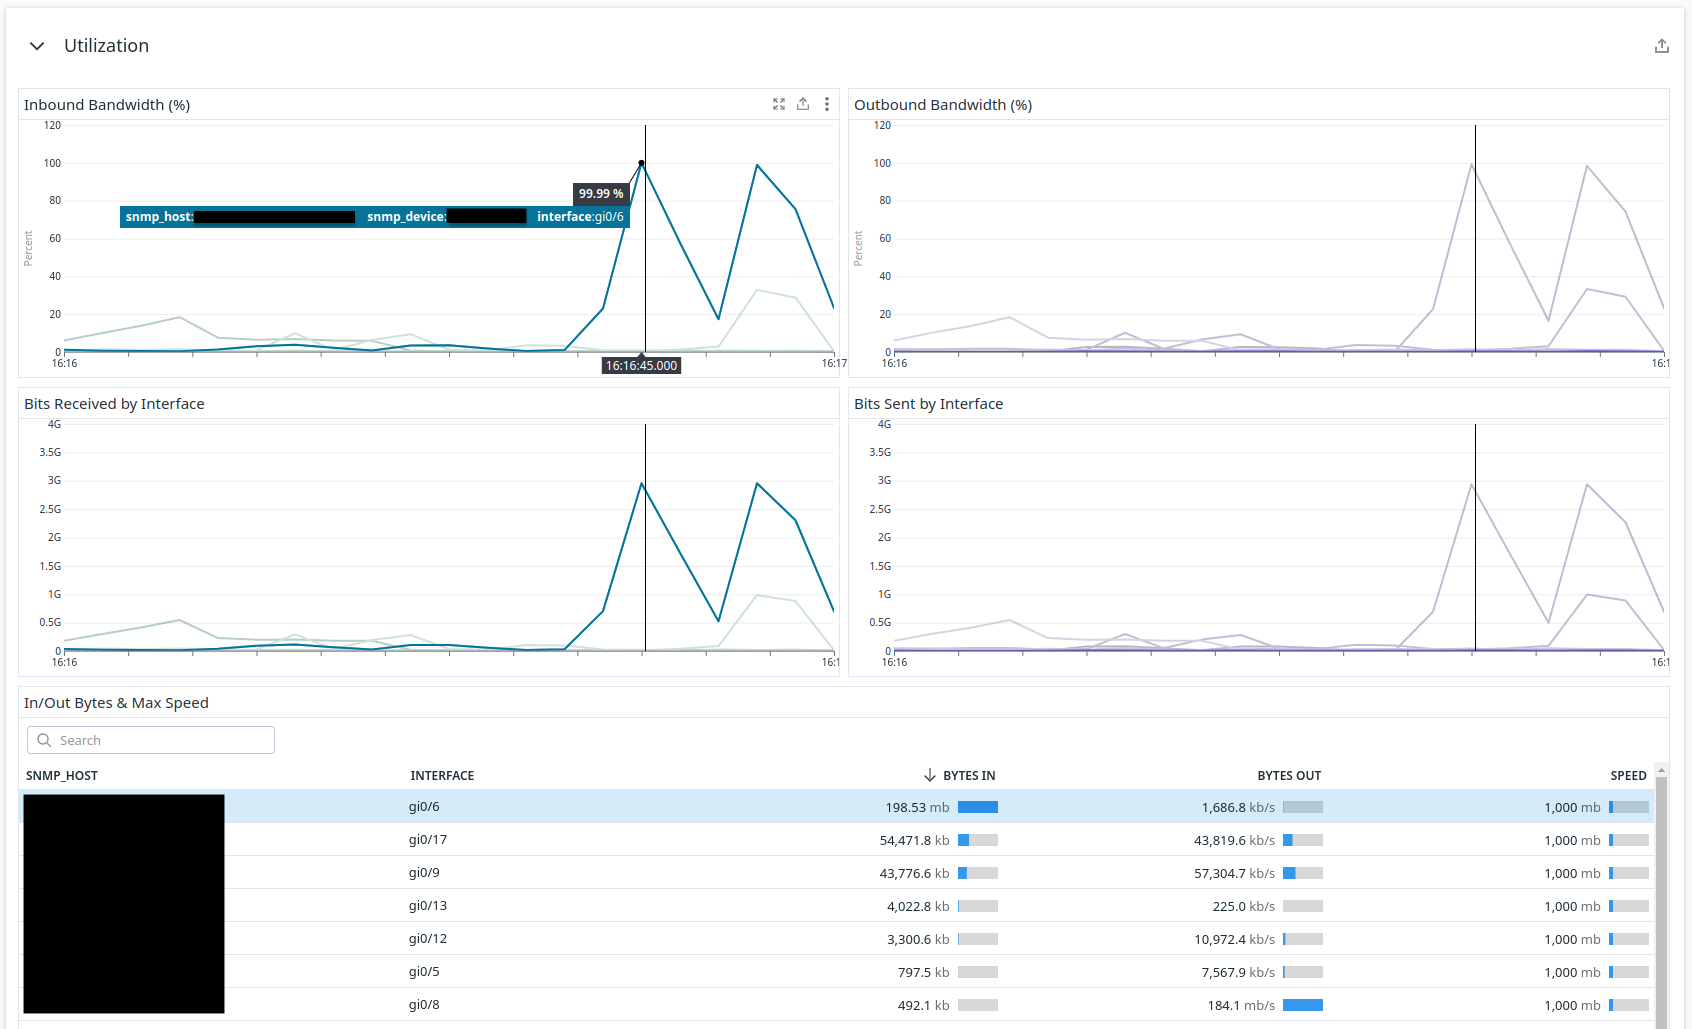 Utilization
Inbound Bandwidth (%)
120
100
80
60
40
20
0
Percent
99.99 %
snmp_host: snmp_device: interface:gi0/6
16:16 16:16:45.000 16:17
Outbound Bandwidth (%)
120
100
80
60
40
20
0
Percent
16:16 16:1
Bits Received by Interface
4G
3.5G
3G
2.5G
2G
1.5G
1G
0.5G
0
16:16 16:1
Bits Sent by Interface
4G
3.5G
3G
2.5G
2G
1.5G
1G
0.5G
0
16:16 16:1
In/Out Bytes & Max Speed
Search
SNMP_HOST INTERFACE BYTES IN BYTES OUT SPEED
gi0/6 198.53 mb 1,686.8 kb/s 1,000 mb
gi0/17 54,471.8 kb 43,819.6 kb/s 1,000 mb
gi0/9 43,776.6 kb 57,304.7 kb/s 1,000 mb
gi0/13 4,022.8 kb 225.0 kb/s 1,000 mb
gi0/12 3,300.6 kb 10,972.4 kb/s 1,000 mb
gi0/5 797.5 kb 7,567.9 kb/s 1,000 mb
gi0/8 492.1 kb 184.1 mb/s 1,000 mb